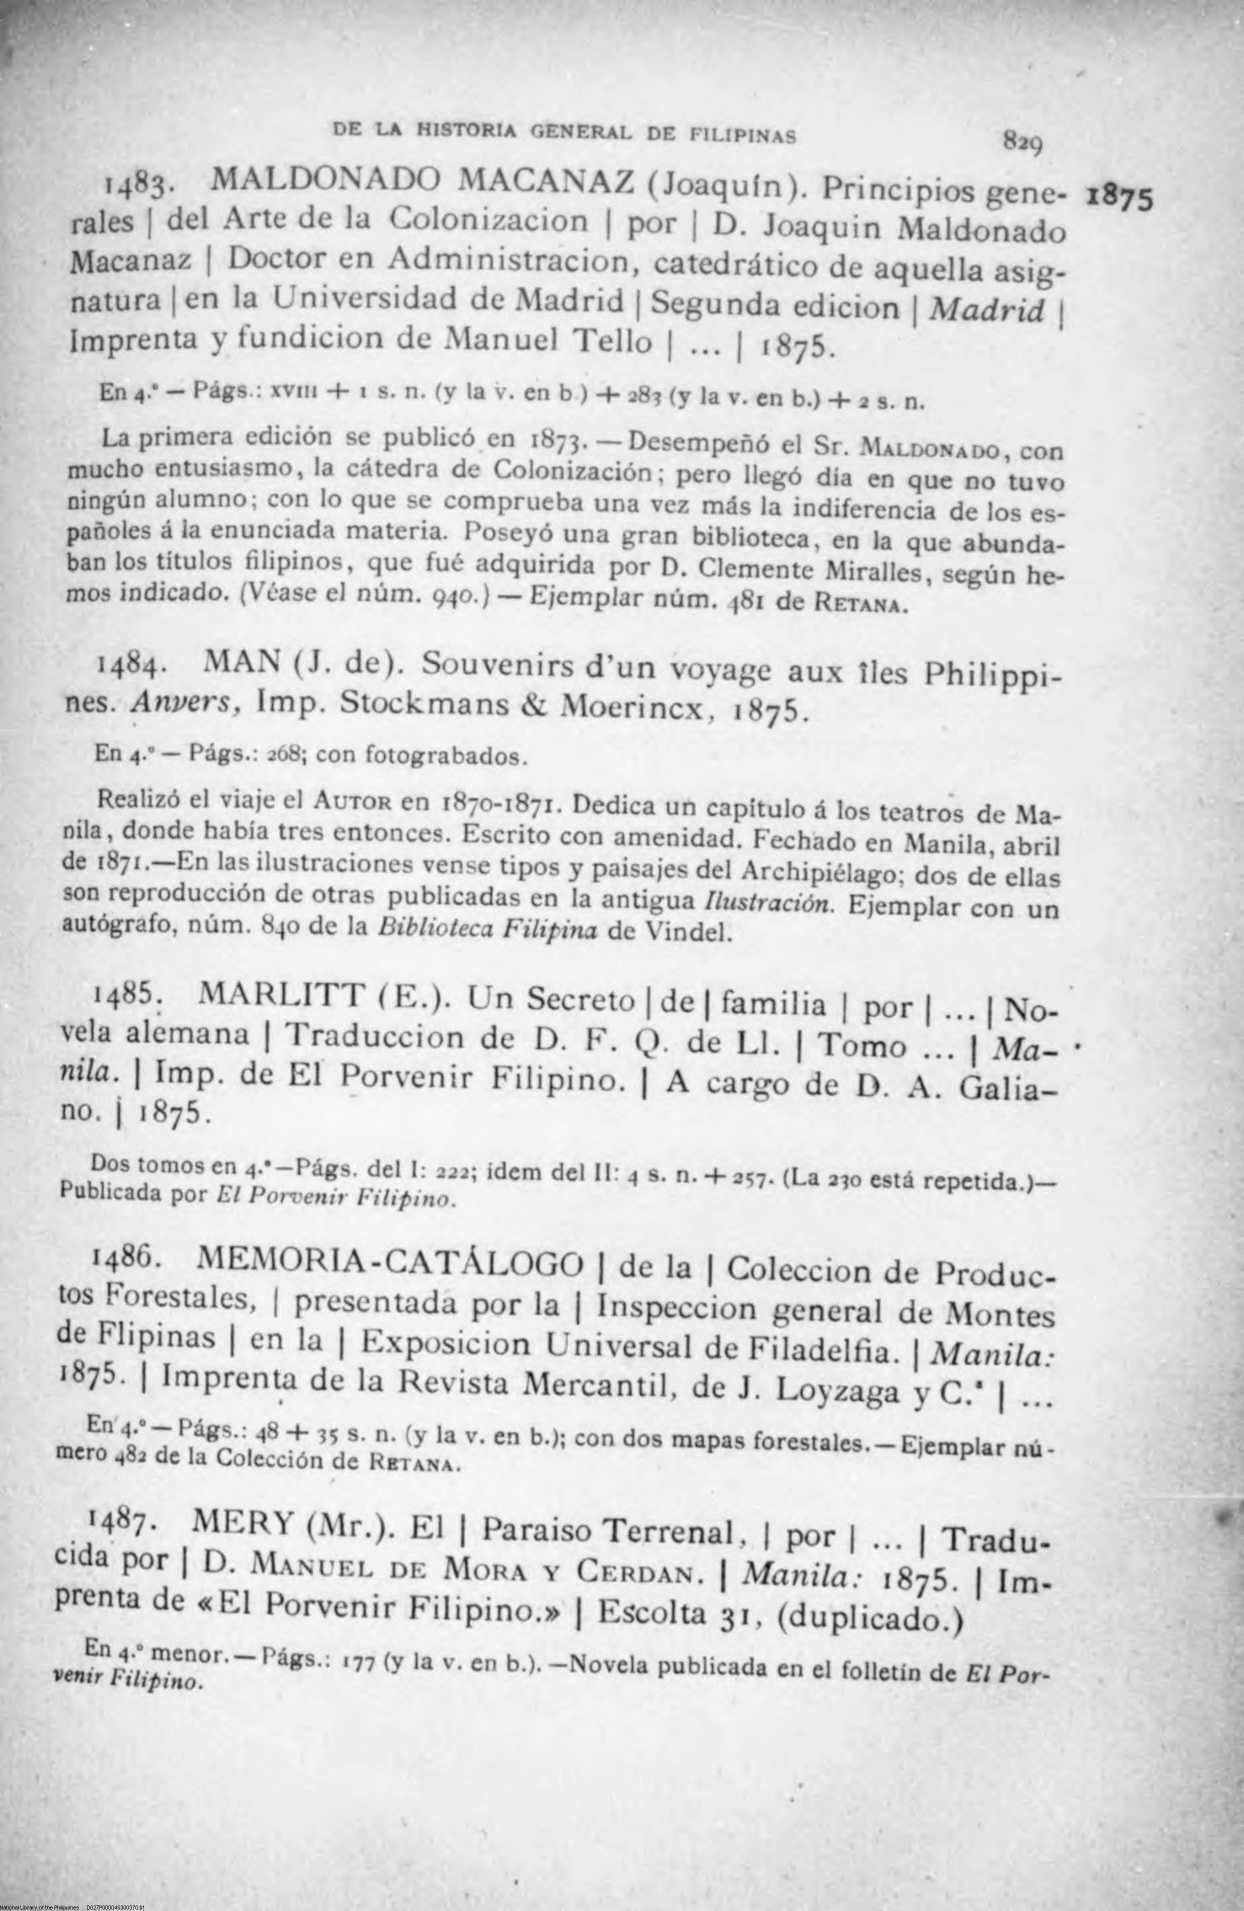 DE LA HISTORIA GENERAL DE FILIPINAS 829
1483. MALDONADO MACANAZ (Joaquín). Principios gene- 1875
rales | del Arte de la Colonizacion | por | D. Joaquin Maldonado
Macanaz | Doctor en Administracion, catedrático de aquella asig-
natura | en la Universidad de Madrid | Segunda edicion | Madrid |
Imprenta y fundicion de Manuel Tello | ... | 1875.
En 4.° — Págs.: XVIII + 1 s. n. (y la v. en b.) + 283 (y la v. en b.) + 2 s. n.
La primera edición se publicó en 1873. — Desempeñó el Sr. MALDONADO, con
mucho entusiasmo, la cátedra de Colonización; pero llegó dia en que no tuvo
ningún alumno; con lo que se comprueba una vez más la indiferencia de los es-
pañoles á la enunciada materia. Poseyó una gran biblioteca, en la que abunda-
ban los títulos filipinos, que fué adquirida por D. Clemente Miralles, según he-
mos indicado. (Véase el núm. 940.) — Ejemplar núm. 481 de RETANA.
1484. MAN (J. de). Souvenirs d'un voyage aux îles Philippi-
nes. Anvers, Imp. Stockmans & Moerincx, 1875.
En 4.° — Págs.: 268; con fotograbados.
Realizó el viaje el AUTOR en 1870-1871. Dedica un capítulo á los teatros de Ma-
nila, donde había tres entonces. Escrito con amenidad. Fechado en Manila, abril
de 1871.—En las ilustraciones vense tipos y paisajes del Archipiélago; dos de ellas
son reproducción de otras publicadas en la antigua Ilustración. Ejemplar con un
autógrafo, núm. 840 de la Biblioteca Filipina de Vindel.
1485. MARLITT (E.). Un Secreto | de | familia | por | ... | No-
vela alemana | Traduccion de D. F. Q. de Ll. | Tomo ... | Ma-
nila. | Imp. de El Porvenir Filipino. | A cargo de D. A. Galia-
no. | 1875.
Dos tomos en 4.°—Págs. del I: 222; idem del II: 4 s. n. + 257. (La 230 está repetida.)—
Publicada por El Porvenir Filipino.
1486. MEMORIA-CATÁLOGO | de la | Coleccion de Produc-
tos Forestales, | presentada por la | Inspeccion general de Montes
de Flipinas | en la | Exposicion Universal de Filadelfia. | Manila:
1875. | Imprenta de la Revista Mercantil, de J. Loyzaga y C.ª | ...
En 4.° — Págs.: 48 + 35 s. n. (y la v. en b.); con dos mapas forestales. — Ejemplar nú-
mero 482 de la Colección de RETANA.
1487. MERY (Mr.). El | Paraiso Terrenal, | por | ... | Tradu-
cida por | D. MANUEL DE MORA Y CERDAN. | Manila: 1875. | Im-
prenta de «El Porvenir Filipino.» | Escolta 31, (duplicado.)
En 4.° menor. — Págs.: 177 (y la v. en b.). — Novela publicada en el folletín de El Por-
venir Filipino.